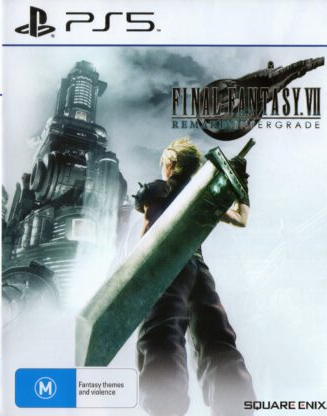 PS5
FINAL FANTASY.VII
REMAKE INTERGRADE
M
Fantasy themes
and violence
SQUARE ENIX